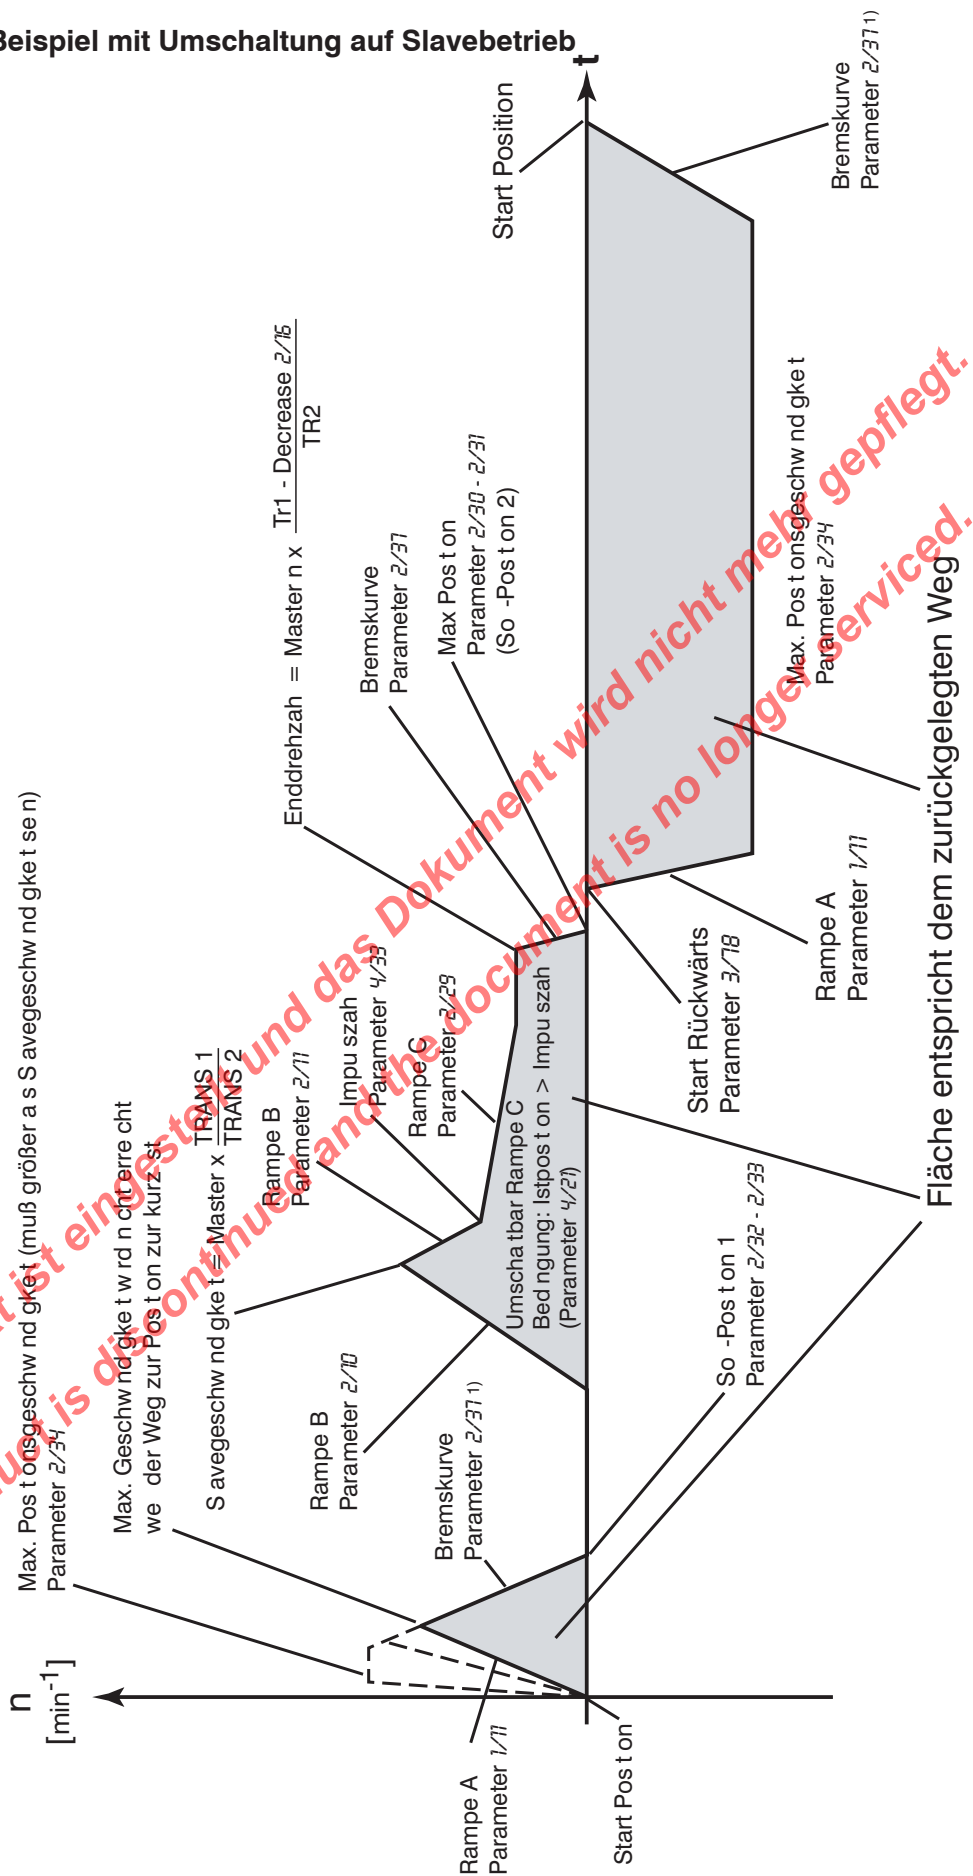 Beispiel mit Umschaltung auf Slavebetrieb
n
[min-1]
t
Max. Pos t onsgeschw nd gke t (muß größer a s S avegeschw nd gke t se n)
Parameter 2/34
Max. Geschw nd gke t w rd n cht erre cht
we der Weg zur Pos t on zur kurz st
S avegeschw nd gke t = Master x TRANS 1
TRANS 2
Rampe B
Parameter 2/11
Impu szah
Parameter 4/33
Rampe C
Parameter 2/29
Enddrehzah = Master n x Tr1 - Decrease 2/16
TR2
Bremskurve
Parameter 2/37
Max Pos t on
Parameter 2/30 - 2/31
(So -Pos t on 2)
Start Position
Rampe B
Parameter 2/10
Bremskurve
Parameter 2/37 1)
Umscha tbar Rampe C
Bed ngung: Istpos t on > Impu szah
(Parameter 4/21)
Rampe A
Parameter 1/11
Start Pos t on
So -Pos t on 1
Parameter 2/32 - 2/33
Start Rückwärts
Parameter 3/18
Rampe A
Parameter 1/11
Max. Pos t onsgeschw nd gke t
Parameter 2/34
Bremskurve
Parameter 2/37 1)
Fläche entspricht dem zurückgelegten Weg
ist eingestellt und das Dokument wird nicht mehr gepflegt.
is discontinued and the document is no longer serviced.